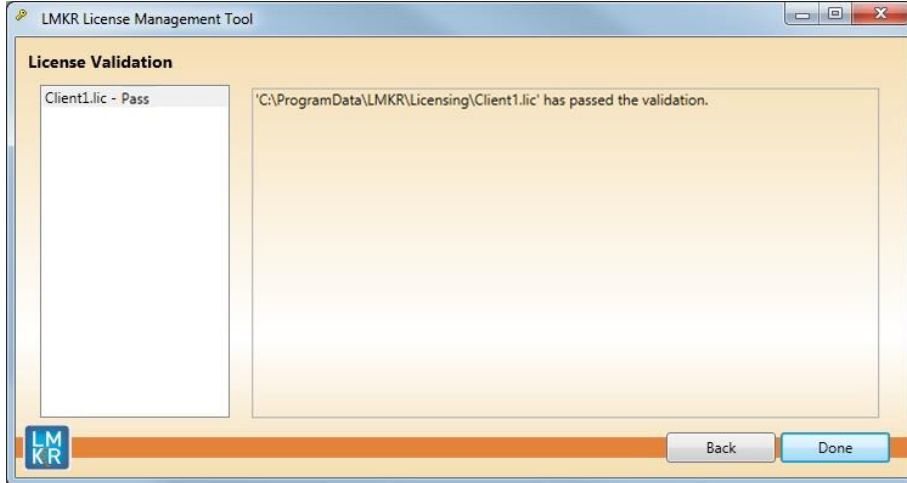 LMKR License Management Tool
License Validation
Client1.lic - Pass
'C:\ProgramData\LMKR\Licensing\Client1.lic' has passed the validation.
LM
KR
Back
Done